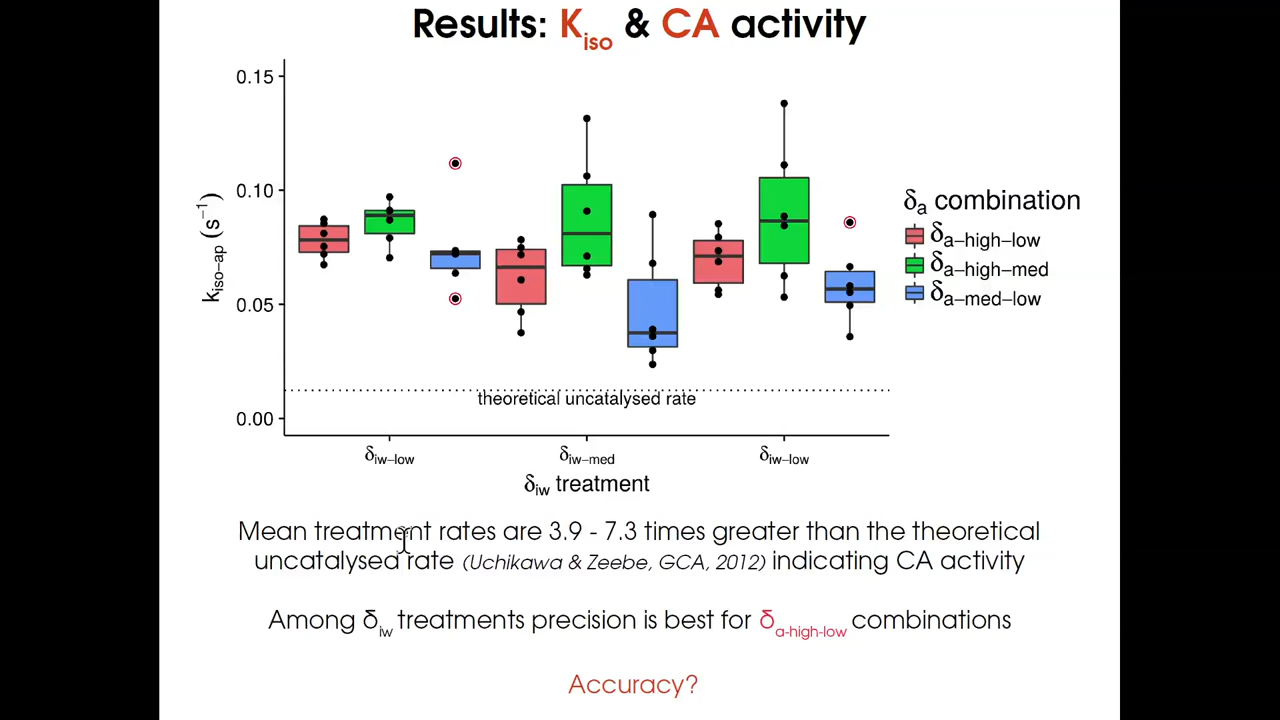 Results: Kiso & CA activity
0.15
0.10
0.05
0.00
kiso−ap (s−1)
theoretical uncatalysed rate
δiw−low
δiw−med
δiw−low
δiw treatment
δa combination
δa−high−low
δa−high−med
δa−med−low
Mean treatment rates are 3.9 - 7.3 times greater than the theoretical
uncatalysed rate (Uchikawa & Zeebe, GCA, 2012) indicating CA activity
Among δiw treatments precision is best for δa-high-low combinations
Accuracy?